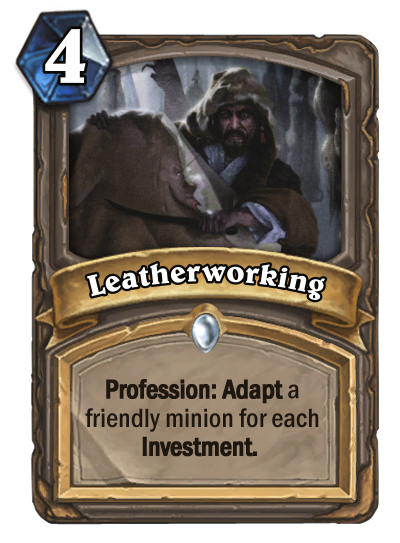 4
Leatherworking
Profession: Adapt a
friendly minion for each
Investment.